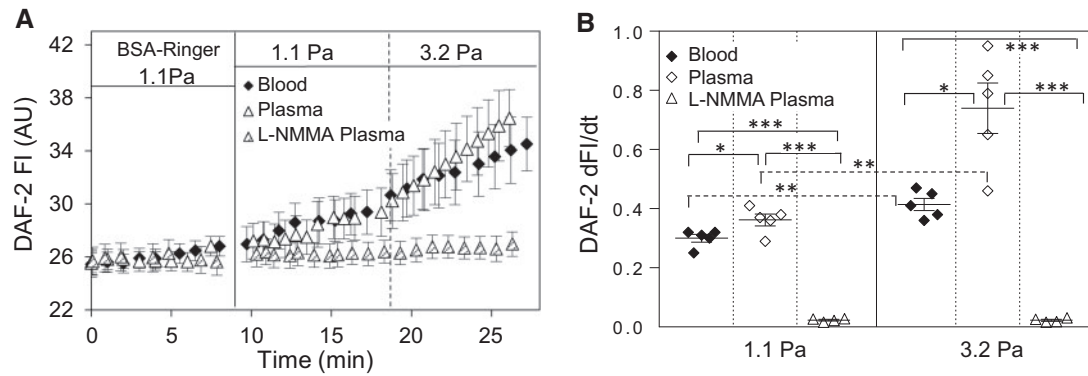 A
DAF-2 FI (AU)
42
38
34
30
26
22
BSA-Ringer
1.1Pa
1.1 Pa
3.2 Pa
Blood
Plasma
L-NMMA Plasma
0
5
10
15
20
25
Time (min)
B
DAF-2 dFI/dt
1.0
0.8
0.6
0.4
0.2
0.0
Blood
Plasma
L-NMMA Plasma
***
*
***
**
**
***
*
***
1.1 Pa
3.2 Pa